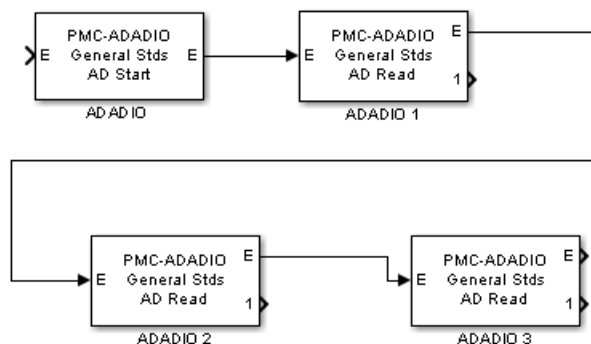 PMC-ADADIO
E General Stds E
AD Start
ADADIO
PMC-ADADIO E
E General Stds
AD Read 1
ADADIO 1
PMC-ADADIO E
E General Stds
AD Read 1
ADADIO 2
PMC-ADADIO E
E General Stds
AD Read 1
ADADIO 3